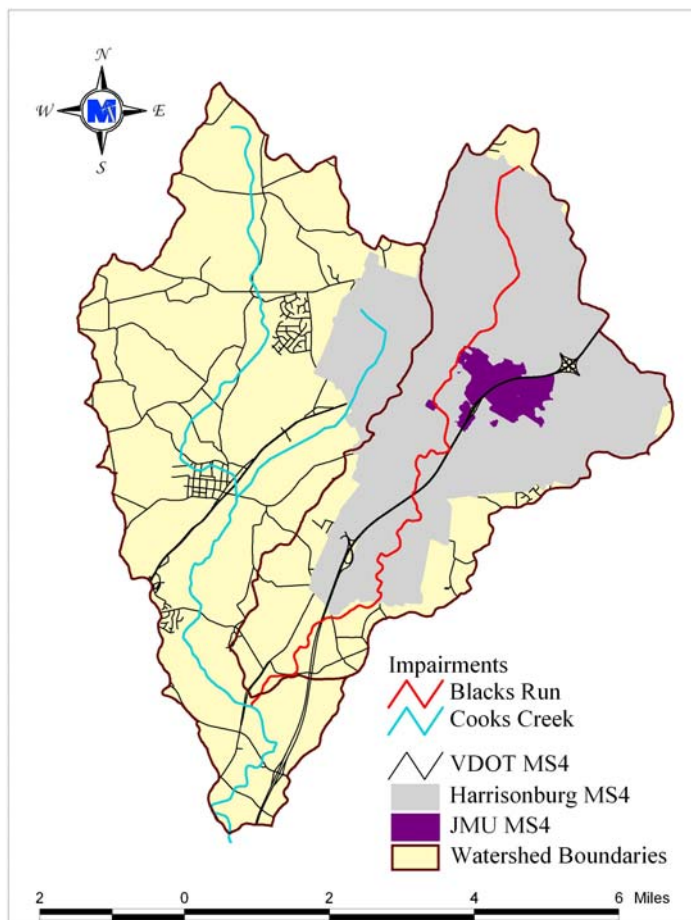 N
W
E
S
M
Impairments
Blacks Run
Cooks Creek
VDOT MS4
Harrisonburg MS4
JMU MS4
Watershed Boundaries
2 0 2 4 6 Miles